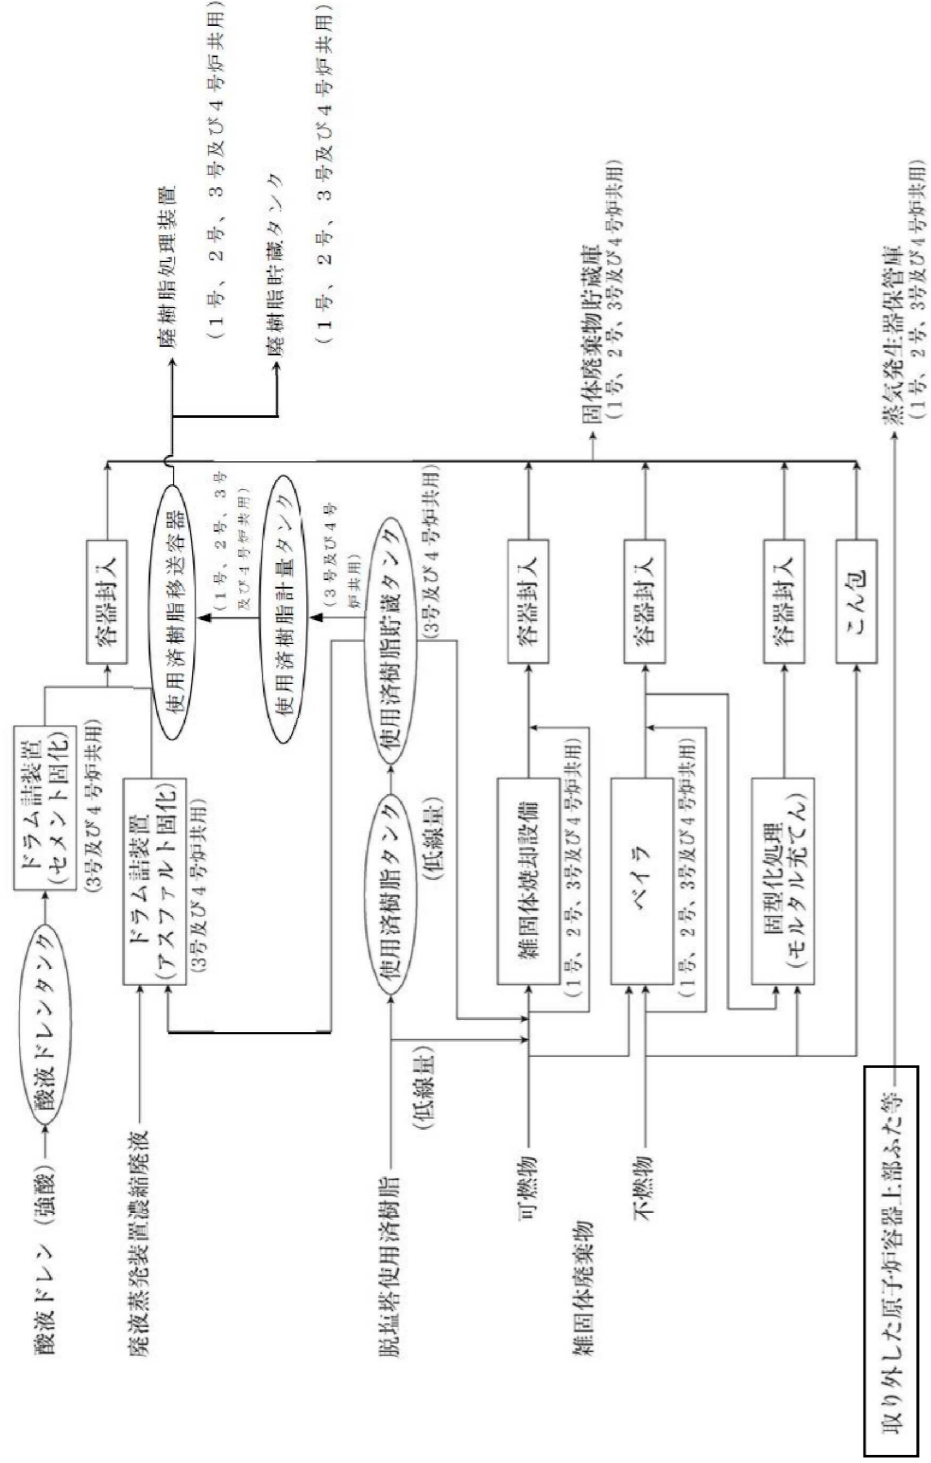 酸液ドレン（強酸）
酸液ドレンタンク
ドラム詰装置
(セメント固化)
(3号及び4号炉共用)
廃液蒸発装置濃縮廃液
ドラム詰装置
(アスファルト固化)
(3号及び4号炉共用)
容器封入
使用済樹脂移送容器
(1号、2号、3号
及び4号炉共用)
廃樹脂処理装置
(1号、2号、3号及び4号炉共用)
使用済樹脂計量タンク
(3号及び4号
炉共用)
廃樹脂貯蔵タンク
(1号、2号、3号及び4号炉共用)
脱塩塔使用済樹脂
(低線量)
使用済樹脂タンク
(低線量)
使用済樹脂貯蔵タンク
(3号及び4号炉共用)
雑固体廃棄物
可燃物
雑固体焼却設備
(1号、2号、3号及び4号炉共用)
容器封入
固体廃棄物貯蔵庫
(1号、2号、3号及び4号炉共用)
不燃物
ベイラ
(1号、2号、3号及び4号炉共用)
容器封入
固型化処理
(モルタル充てん)
容器封入
こん包
取り外した原子炉容器上部ふた等
蒸気発生器保管庫
(1号、2号、3号及び4号炉共用)